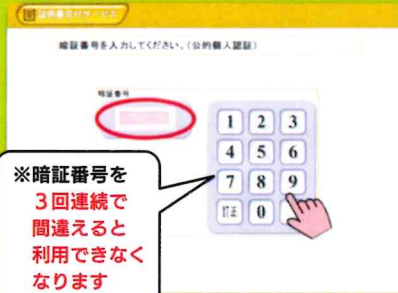 証明書交付サービス
暗証番号を入力してください。(公的個人認証)
暗証番号
1 2 3
4 5 6
7 8 9
訂正 0
※暗証番号を
3回連続で
間違えると
利用できなく
なります